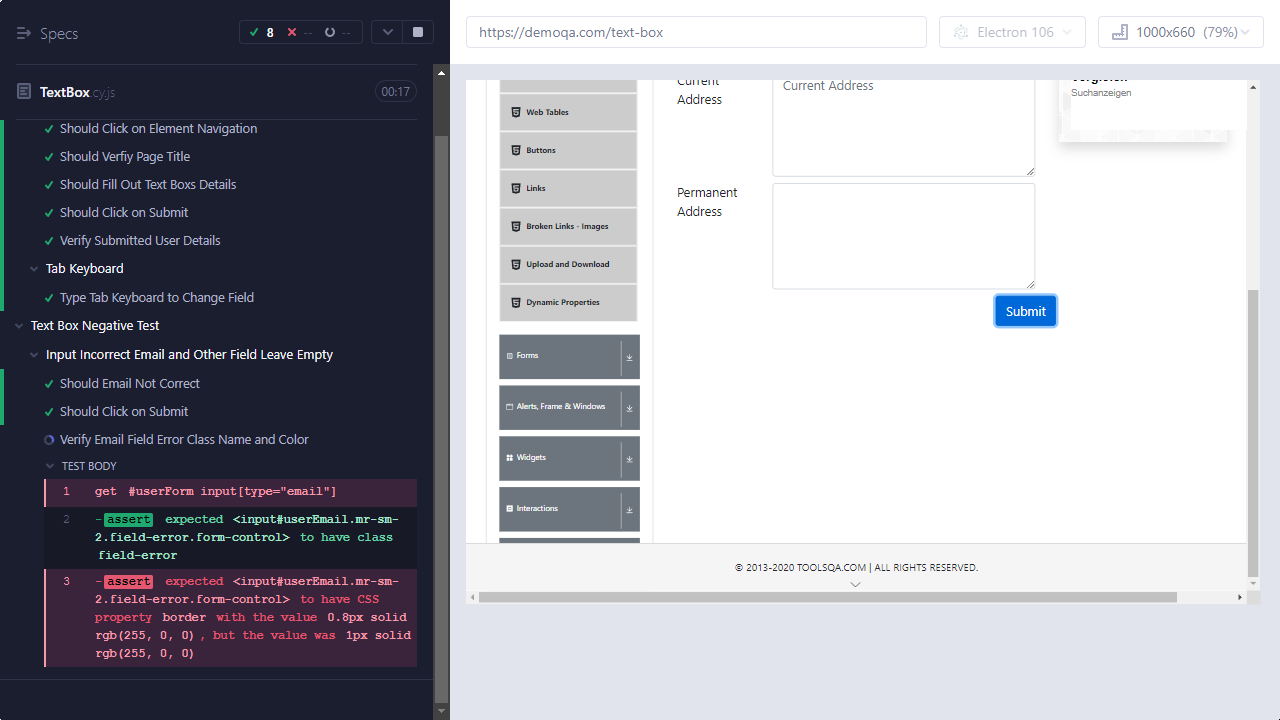 Specs
8
--
--
TextBox.cy.js
00:17
Should Click on Element Navigation
Should Verfiy Page Title
Should Fill Out Text Boxs Details
Should Click on Submit
Verify Submitted User Details
Tab Keyboard
Type Tab Keyboard to Change Field
Text Box Negative Test
Input Incorrect Email and Other Field Leave Empty
Should Email Not Correct
Should Click on Submit
Verify Email Field Error Class Name and Color
TEST BODY
1 get #userForm input[type="email"]
2 -assert expected <input#userEmail.mr-sm-
2.field-error.form-control> to have class
field-error
3 -assert expected <input#userEmail.mr-sm-
2.field-error.form-control> to have CSS
property border with the value 0.8px solid
rgb(255, 0, 0) , but the value was 1px solid
rgb(255, 0, 0)
https://demoqa.com/text-box
Electron 106
1000x660 (79%)
Web Tables
Buttons
Links
Broken Links - Images
Upload and Download
Dynamic Properties
Forms
Alerts, Frame & Windows
Widgets
Interactions
Current
Address
Current Address
Permanent
Address
Submit
Suchanzeigen
© 2013-2020 TOOLSQA.COM | ALL RIGHTS RESERVED.